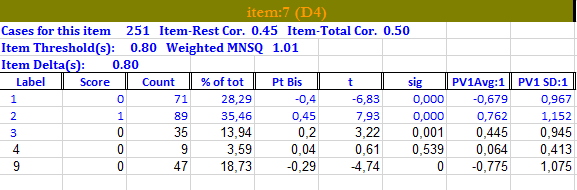 item:7 (D4)
Cases for this item 251 Item-Rest Cor. 0.45 Item-Total Cor. 0.50
Item Threshold(s): 0.80 Weighted MNSQ 1.01
Item Delta(s): 0.80
Label Score Count % of tot Pt Bis t sig PV1Avg:1 PV1 SD:1
1 0 71 28,29 -0,4 -6,83 0,000 -0,679 0,967
2 1 89 35,46 0,45 7,93 0,000 0,762 1,152
3 0 35 13,94 0,2 3,22 0,001 0,445 0,945
4 0 9 3,59 0,04 0,61 0,539 0,064 0,413
9 0 47 18,73 -0,29 -4,74 0 -0,775 1,075